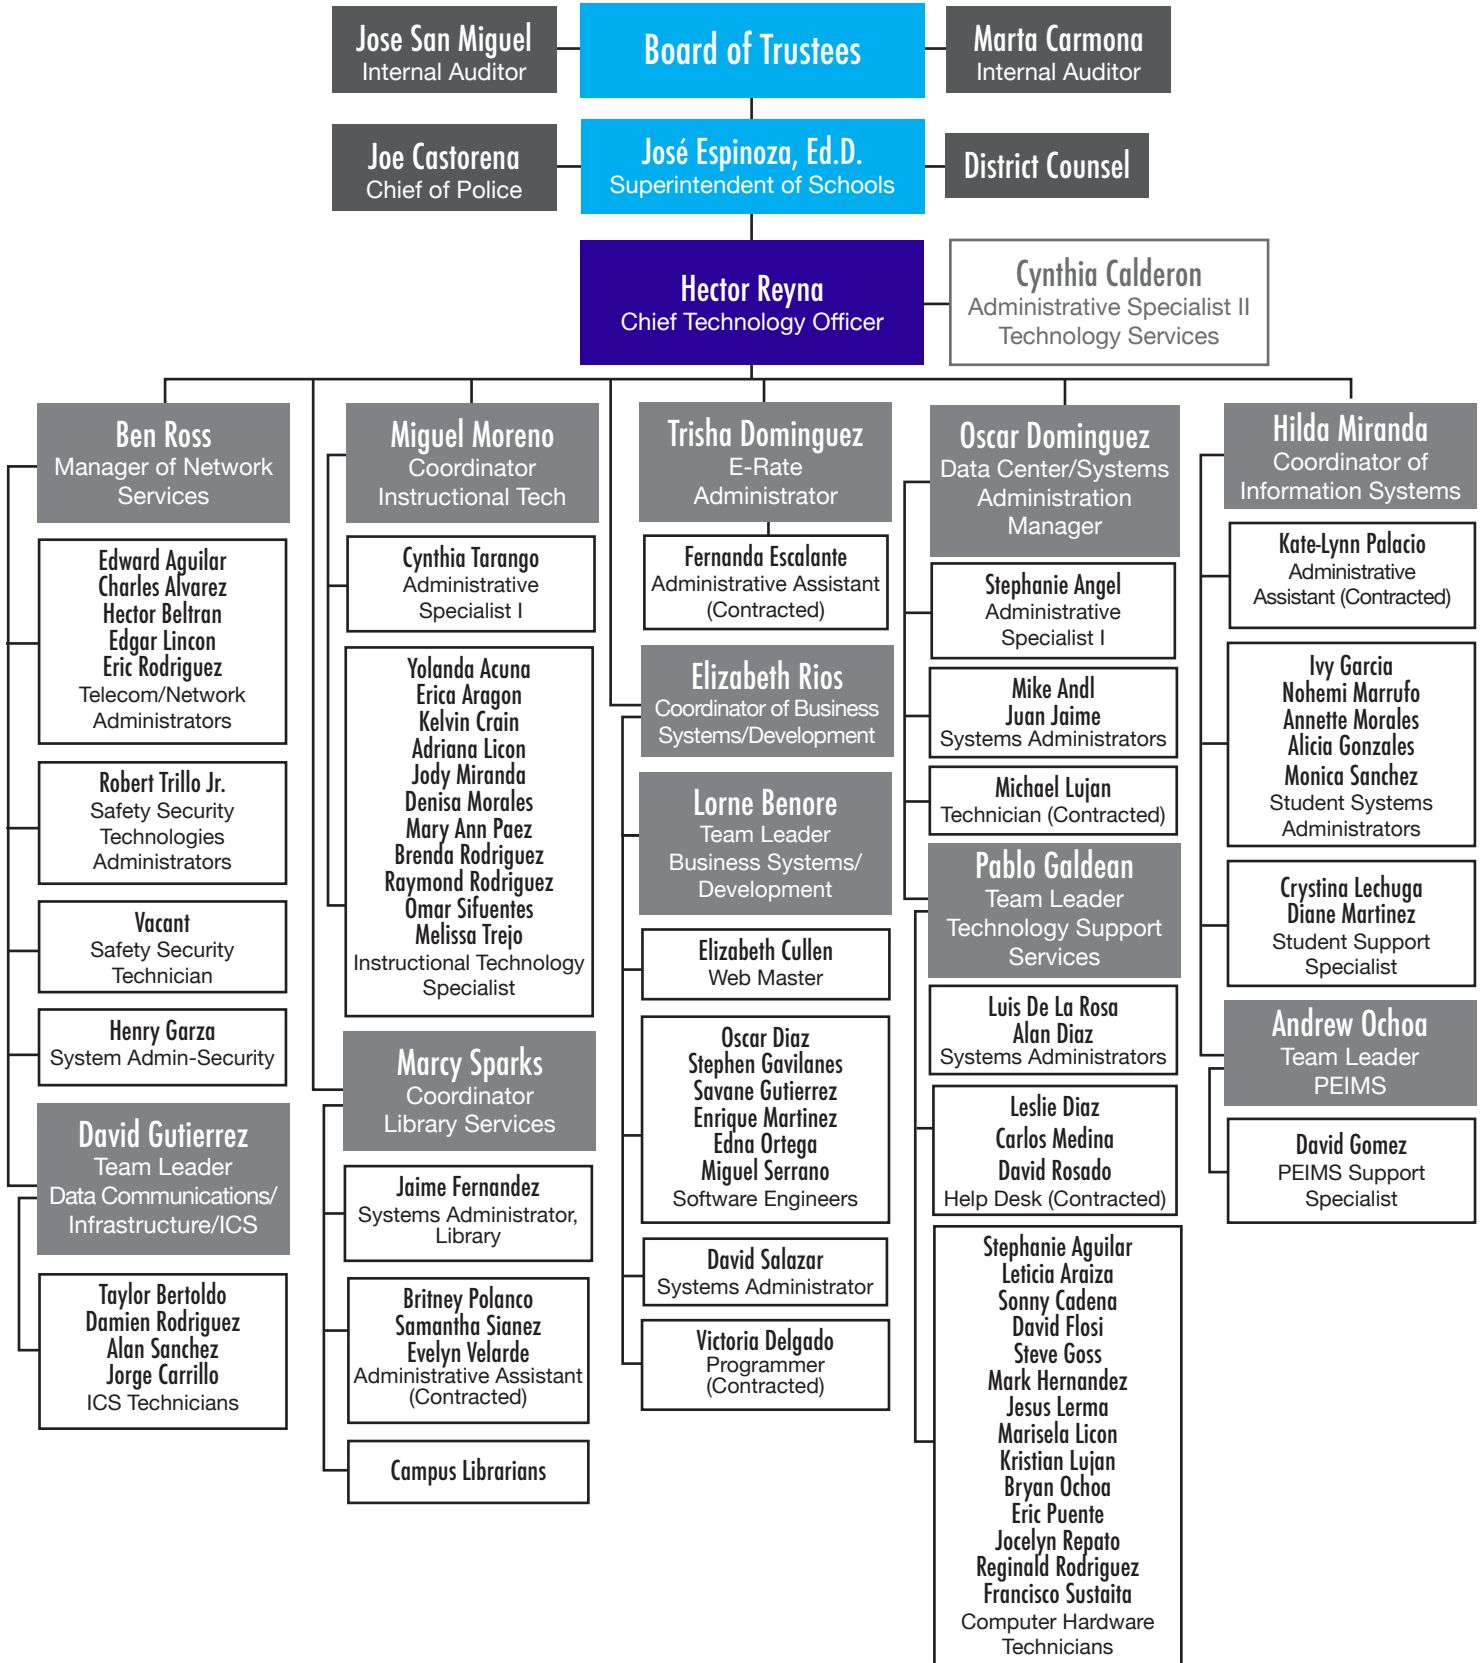 Jose San Miguel
Internal Auditor
Board of Trustees
Marta Carmona
Internal Auditor
Joe Castorena
Chief of Police
José Espinoza, Ed.D.
Superintendent of Schools
District Counsel
Hector Reyna
Chief Technology Officer
Cynthia Calderon
Administrative Specialist II
Technology Services
Ben Ross
Manager of Network
Services
Edward Aguilar
Charles Alvarez
Hector Beltran
Edgar Lincon
Eric Rodriguez
Telecom/Network
Administrators
Robert Trillo Jr.
Safety Security
Technologies
Administrators
Vacant
Safety Security
Technician
Henry Garza
System Admin-Security
David Gutierrez
Team Leader
Data Communications/
Infrastructure/ICS
Taylor Bertoldo
Damien Rodriguez
Alan Sanchez
Jorge Carrillo
ICS Technicians
Miguel Moreno
Coordinator
Instructional Tech
Cynthia Tarango
Administrative
Specialist I
Yolanda Acuna
Erica Aragon
Kelvin Crain
Adriana Licon
Jody Miranda
Denisa Morales
Mary Ann Paez
Brenda Rodriguez
Raymond Rodriguez
Omar Sifuentes
Melissa Trejo
Instructional Technology
Specialist
Marcy Sparks
Coordinator
Library Services
Jaime Fernandez
Systems Administrator,
Library
Britney Polanco
Samantha Sianez
Evelyn Velarde
Administrative Assistant
(Contracted)
Campus Librarians
Trisha Dominguez
E-Rate
Administrator
Fernanda Escalante
Administrative Assistant
(Contracted)
Elizabeth Rios
Coordinator of Business
Systems/Development
Lorne Benore
Team Leader
Business Systems/
Development
Elizabeth Cullen
Web Master
Oscar Diaz
Stephen Gavilanes
Savane Gutierrez
Enrique Martinez
Edna Ortega
Miguel Serrano
Software Engineers
David Salazar
Systems Administrator
Victoria Delgado
Programmer
(Contracted)
Oscar Dominguez
Data Center/Systems
Administration
Manager
Stephanie Angel
Administrative
Specialist I
Mike Andl
Juan Jaime
Systems Administrators
Michael Lujan
Technician (Contracted)
Pablo Galdean
Team Leader
Technology Support
Services
Luis De La Rosa
Alan Diaz
Systems Administrators
Leslie Diaz
Carlos Medina
David Rosado
Help Desk (Contracted)
Stephanie Aguilar
Leticia Araiza
Sonny Cadena
David Flosi
Steve Goss
Mark Hernandez
Jesus Lerma
Marisela Licon
Kristian Lujan
Bryan Ochoa
Eric Puente
Jocelyn Repato
Reginald Rodriguez
Francisco Sustaita
Computer Hardware
Technicians
Hilda Miranda
Coordinator of
Information Systems
Kate-Lynn Palacio
Administrative
Assistant (Contracted)
Ivy Garcia
Nohemi Marrufo
Annette Morales
Alicia Gonzales
Monica Sanchez
Student Systems
Administrators
Crystina Lechuga
Diane Martinez
Student Support
Specialist
Andrew Ochoa
Team Leader
PEIMS
David Gomez
PEIMS Support
Specialist